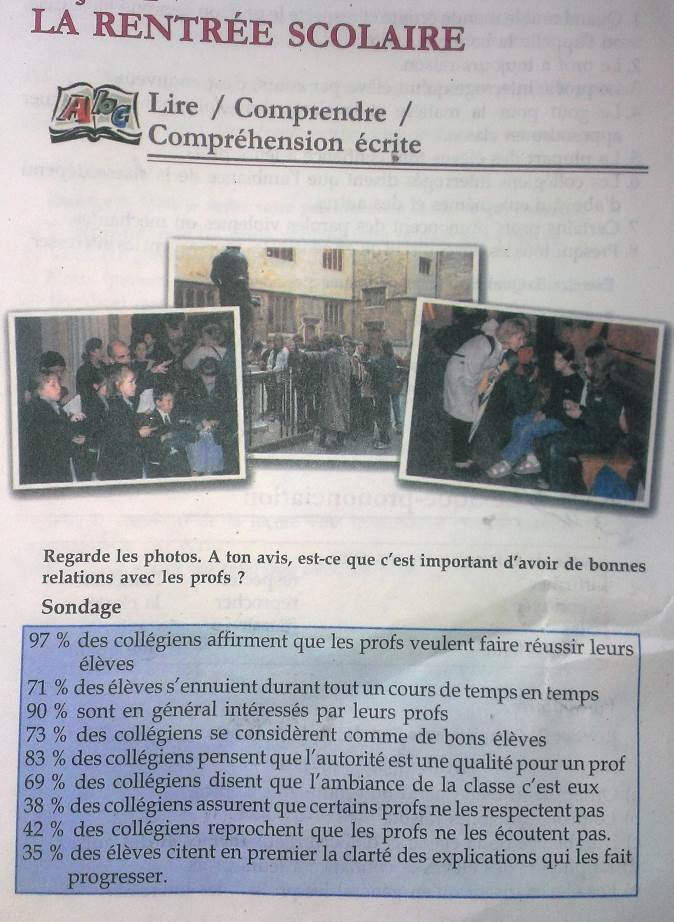 LA RENTRÉE SCOLAIRE
Abc
Lire / Comprendre /
Compréhension écrite
Regarde les photos. A ton avis, est-ce que c'est important d'avoir de bonnes
relations avec les profs ?
Sondage
97 % des collégiens affirment que les profs veulent faire réussir leurs
élèves
71 % des élèves s'ennuient durant tout un cours de temps en temps
90 % sont en général intéressés par leurs profs
73 % des collégiens se considèrent comme de bons élèves
83 % des collégiens pensent que l'autorité est une qualité pour un prof
69 % des collégiens disent que l'ambiance de la classe c'est eux
38 % des collégiens assurent que certains profs ne les respectent pas
42 % des collégiens reprochent que les profs ne les écoutent pas.
35 % des élèves citent en premier la clarté des explications qui les fait
progresser.